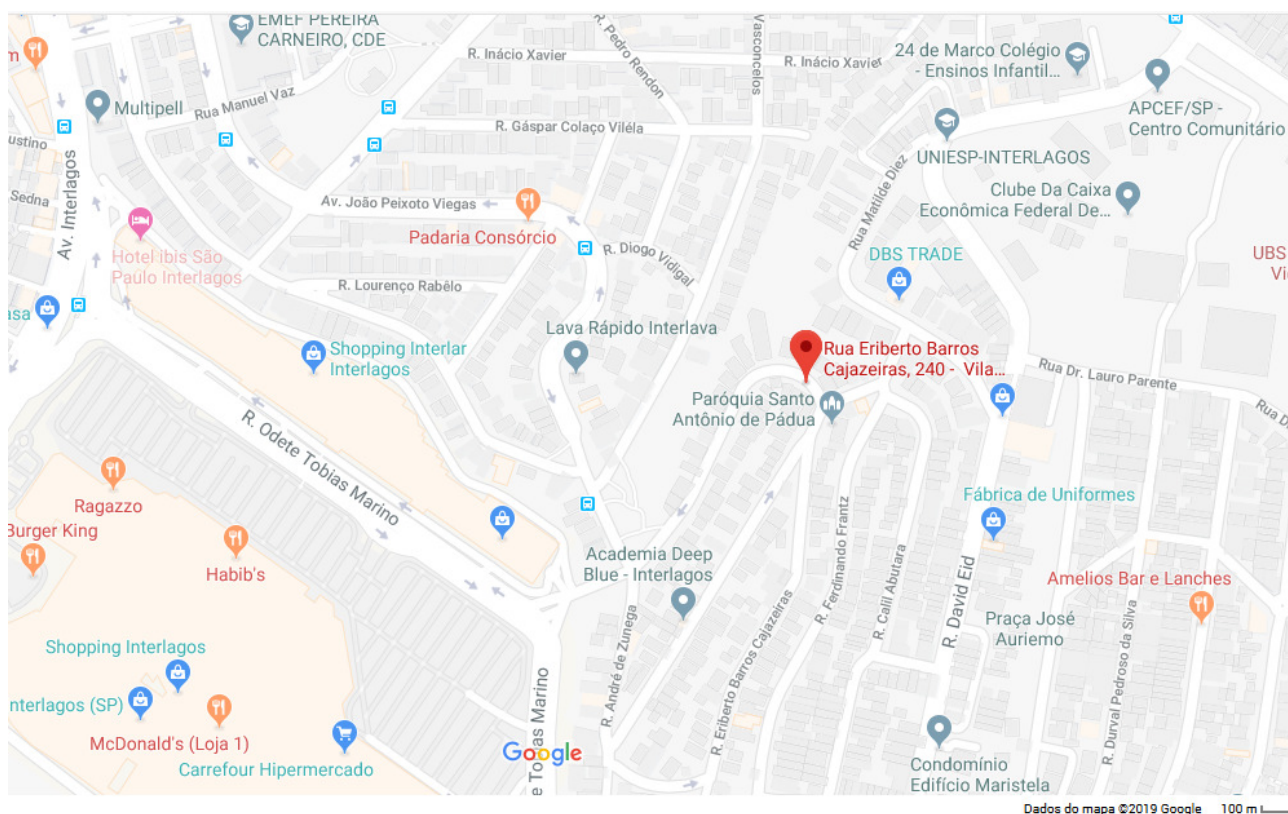 EMEF PEREIRA
CARNEIRO, CDE
R. Inácio Xavier
R. Pedro Rendon
Vasconcelos
R. Inácio Xavier
24 de Marco Colégio
- Ensinos Infantil...
m
Multipell
Rua Manuel Vaz
R. Gáspar Colaço Viléla
APCEF/SP -
Centro Comunitário
ustino
UNIESP-INTERLAGOS
Av. Interlagos
Sedna
Av. João Peixoto Viegas
Padaria Consórcio
Rua Matilde Diez
Clube Da Caixa
Econômica Federal De...
Hotel ibis São
Paulo Interlagos
R. Diogo Vidigal
DBS TRADE
UBS
Vi
R. Lourenço Rabêlo
asa
Shopping Interlar
Interlagos
Lava Rápido Interlava
Rua Eriberto Barros
Cajazeiras, 240 - Vila...
Rua Dr. Lauro Parente
Rua D
Paróquia Santo
Antônio de Pádua
R. Odete Tobias Marino
Ragazzo
Burger King
Habib's
Fábrica de Uniformes
Academia Deep
Blue - Interlagos
R. Ferdinando Frantz
R. Calil Abutara
R. David Eid
Amelios Bar e Lanches
Praça José
Auriemo
R. Durval Pedroso da Silva
Shopping Interlagos
R. André de Zunega
R. Eriberto Barros Cajazeiras
nterlagos (SP)
McDonald's (Loja 1)
Carrefour Hipermercado
Google
e Tobias Marino
Condomínio
Edifício Maristela
Dados do mapa ©2019 Google 100 m